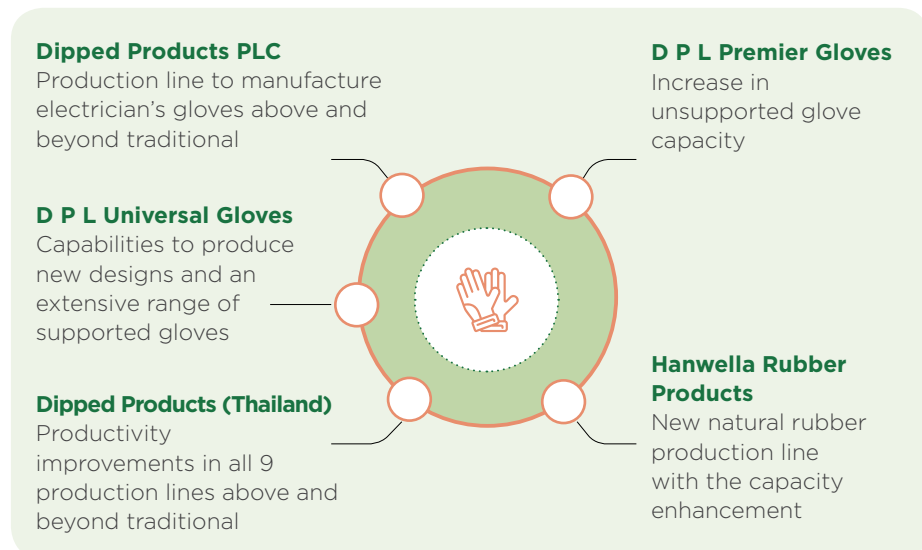 Dipped Products PLC
Production line to manufacture
electrician’s gloves above and
beyond traditional
D P L Universal Gloves
Capabilities to produce
new designs and an
extensive range of
supported gloves
Dipped Products (Thailand)
Productivity
improvements in all 9
production lines above and
beyond traditional
D P L Premier Gloves
Increase in
unsupported glove
capacity
Hanwella Rubber
Products
New natural rubber
production line
with the capacity
enhancement